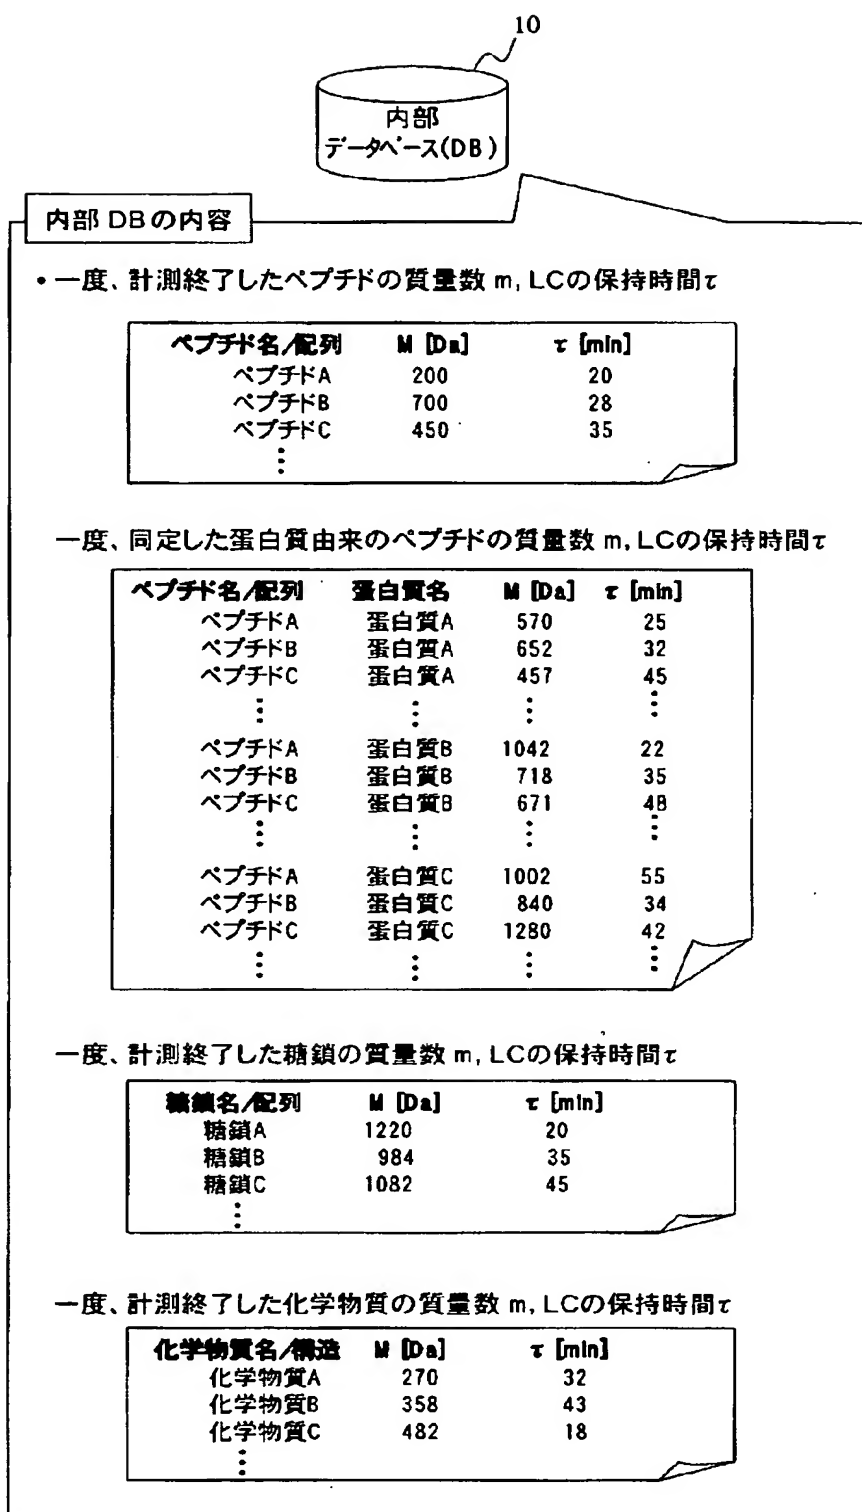 10
内部
データベース(DB)
内部 DBの内容
・一度、計測終了したペプチドの質量数 m, LCの保持時間τ
ペプチド名/配列 M [Da] τ [min]
ペプチドA 200 20
ペプチドB 700 28
ペプチドC 450 35
⋮
一度、同定した蛋白質由来のペプチドの質量数 m, LCの保持時間τ
ペプチド名/配列 蛋白質名 M [Da] τ [min]
ペプチドA 蛋白質A 570 25
ペプチドB 蛋白質A 652 32
ペプチドC 蛋白質A 457 45
⋮ ⋮ ⋮ ⋮
ペプチドA 蛋白質B 1042 22
ペプチドB 蛋白質B 718 35
ペプチドC 蛋白質B 671 48
⋮ ⋮ ⋮ ⋮
ペプチドA 蛋白質C 1002 55
ペプチドB 蛋白質C 840 34
ペプチドC 蛋白質C 1280 42
⋮ ⋮ ⋮ ⋮
一度、計測終了した糖鎖の質量数 m, LCの保持時間τ
糖鎖名/配列 M [Da] τ [min]
糖鎖A 1220 20
糖鎖B 984 35
糖鎖C 1082 45
⋮
一度、計測終了した化学物質の質量数 m, LCの保持時間τ
化学物質名/構造 M [Da] τ [min]
化学物質A 270 32
化学物質B 358 43
化学物質C 482 18
⋮